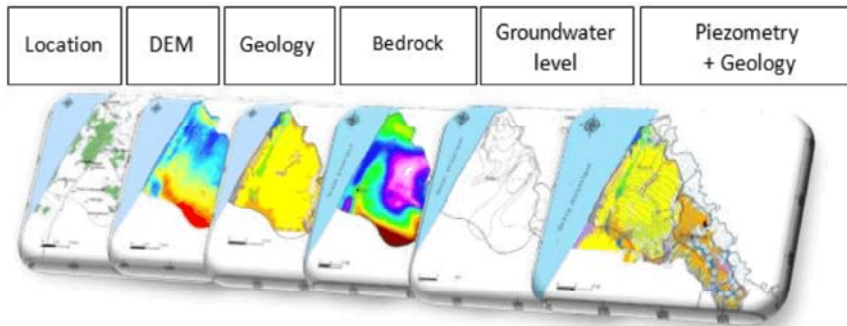 Location
DEM
Geology
Bedrock
Groundwater
level
Piezometry
+ Geology